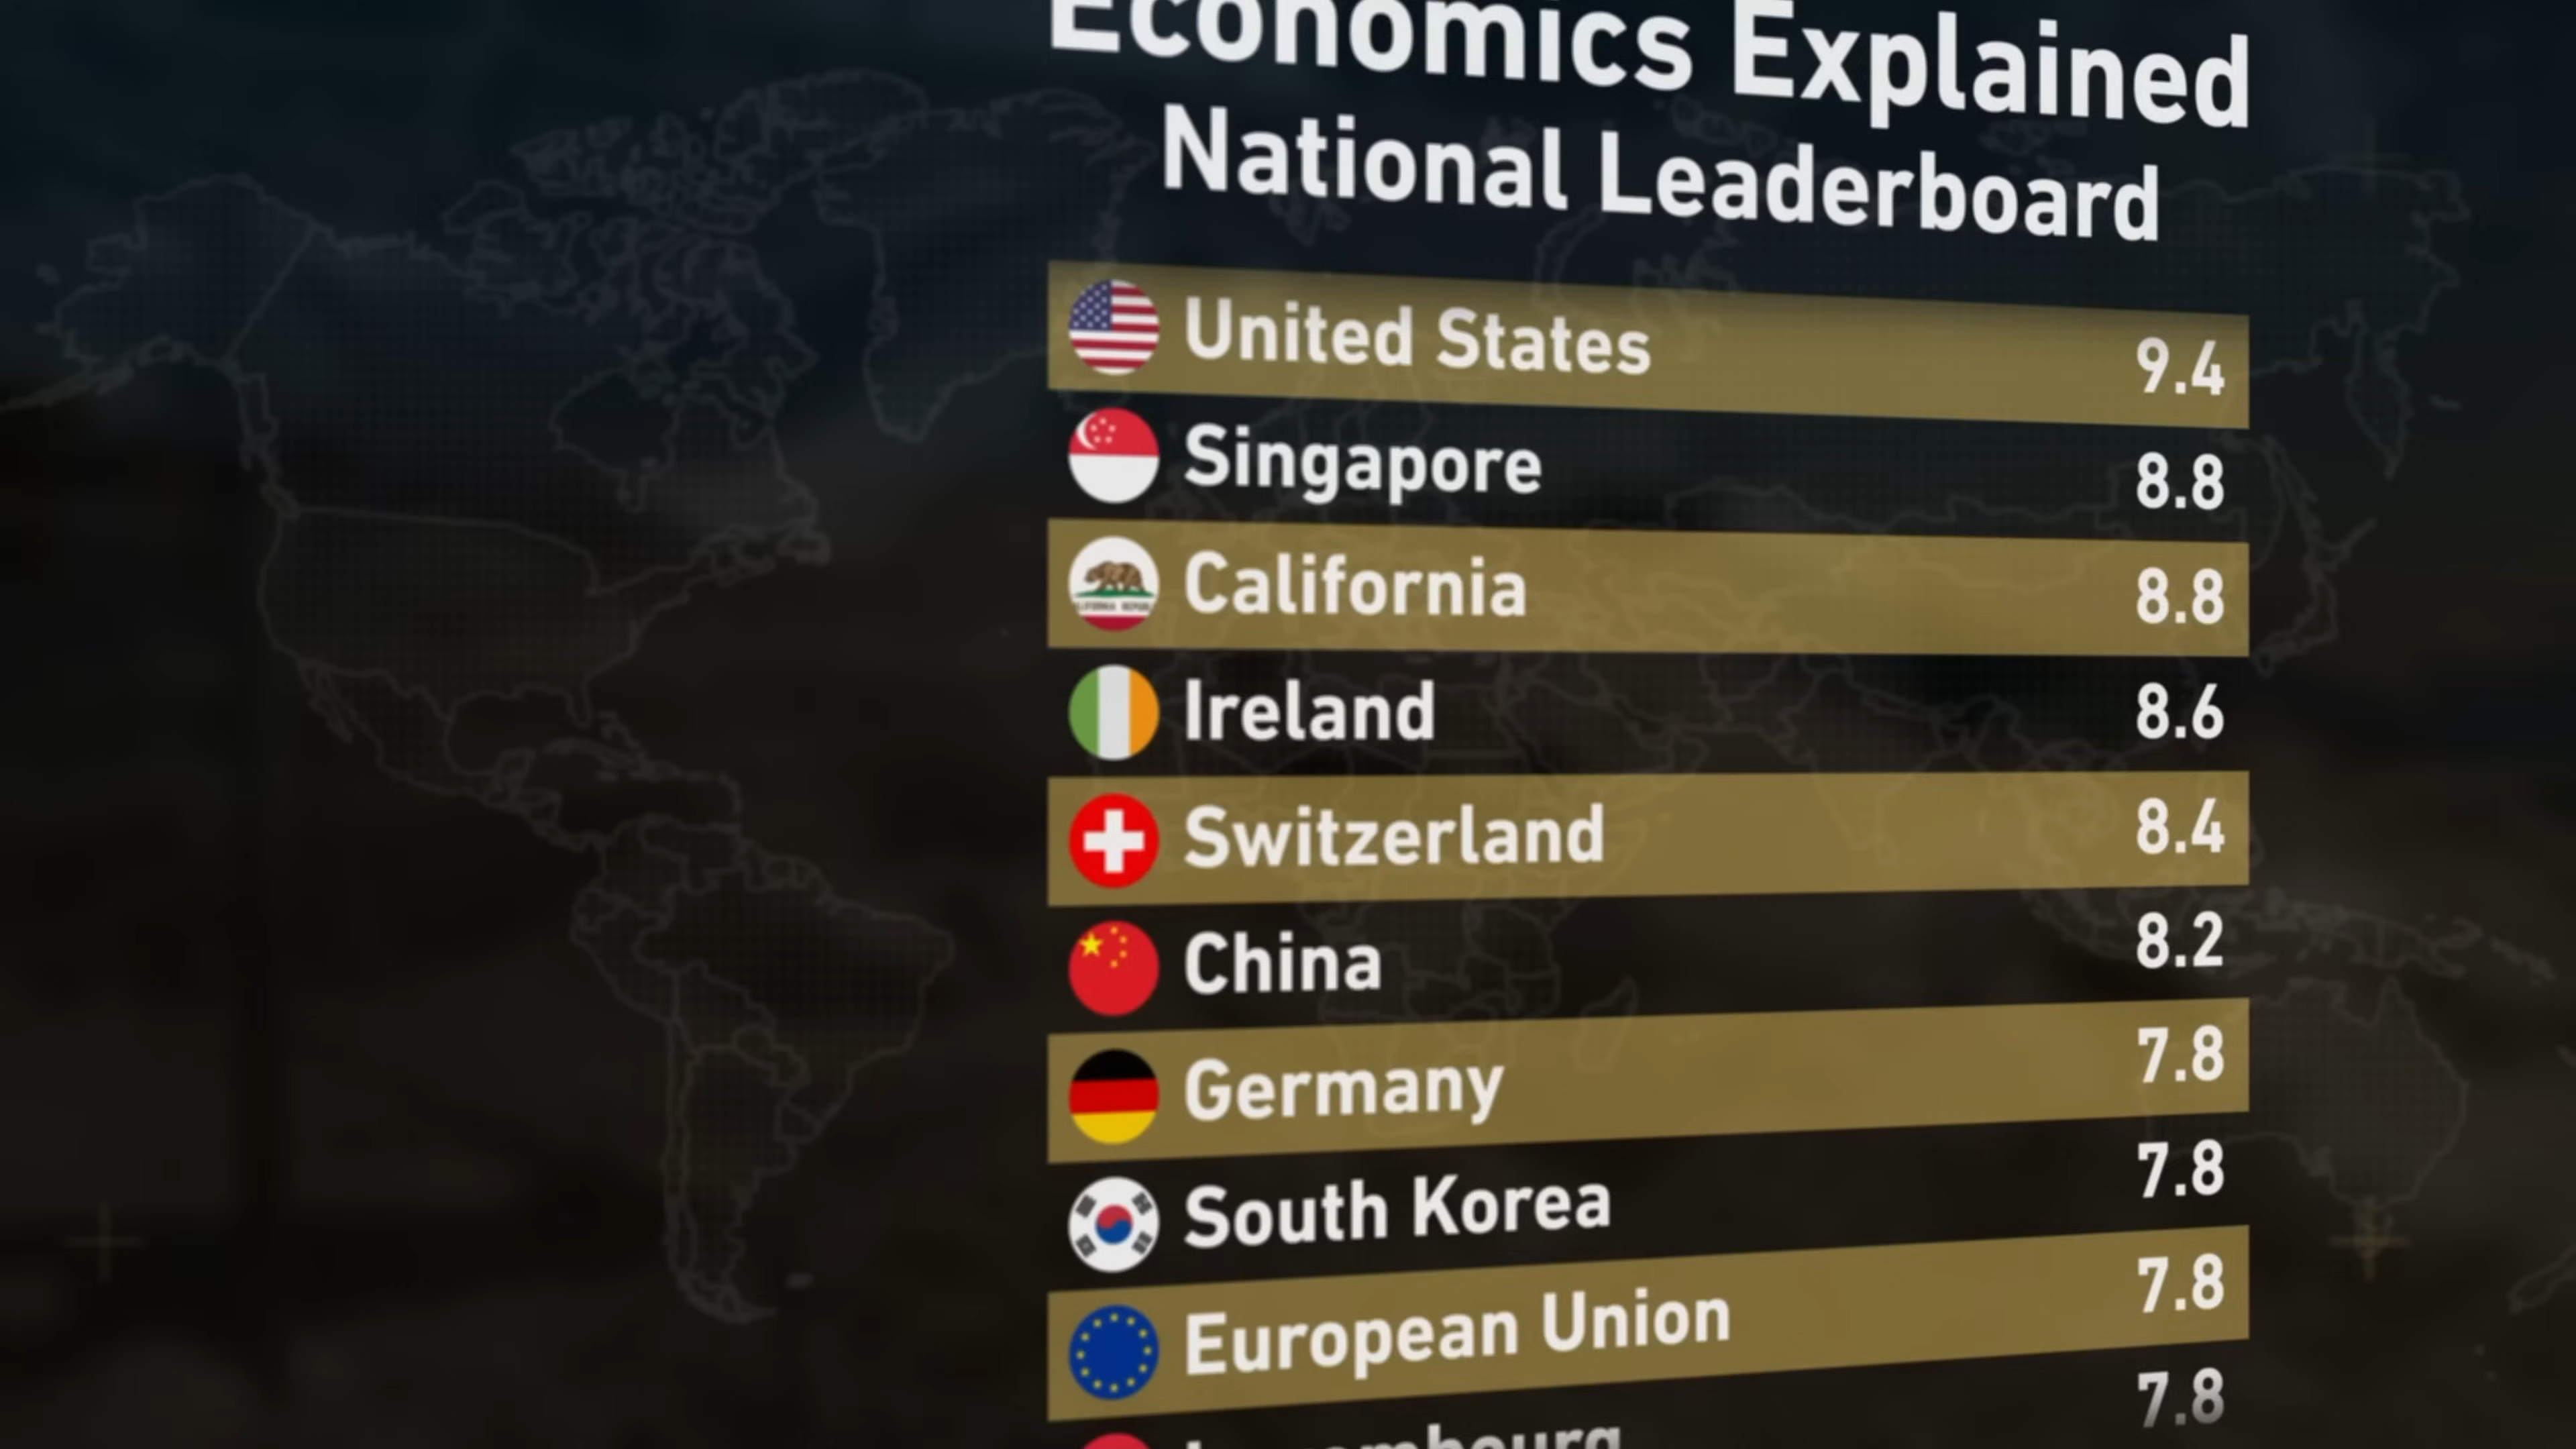 Economics Explained
National Leaderboard
United States 9.4
Singapore 8.8
California 8.8
Ireland 8.6
Switzerland 8.4
China 8.2
Germany 7.8
South Korea 7.8
European Union 7.8
Luxembourg 7.8